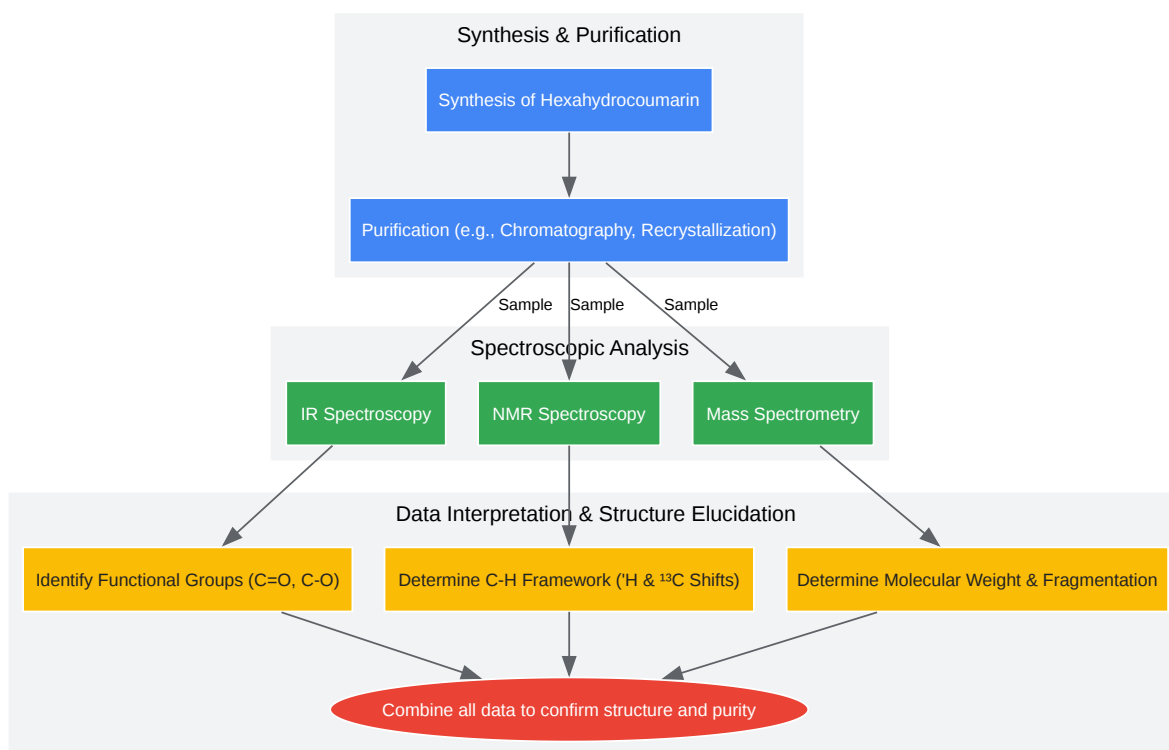 Synthesis & Purification
Synthesis of Hexahydrocoumarin
Purification (e.g., Chromatography, Recrystallization)
Sample
Sample
Sample
Spectroscopic Analysis
IR Spectroscopy
NMR Spectroscopy
Mass Spectrometry
Data Interpretation & Structure Elucidation
Identify Functional Groups (C=O, C-O)
Determine C-H Framework ('H & ¹³C Shifts)
Determine Molecular Weight & Fragmentation
Combine all data to confirm structure and purity